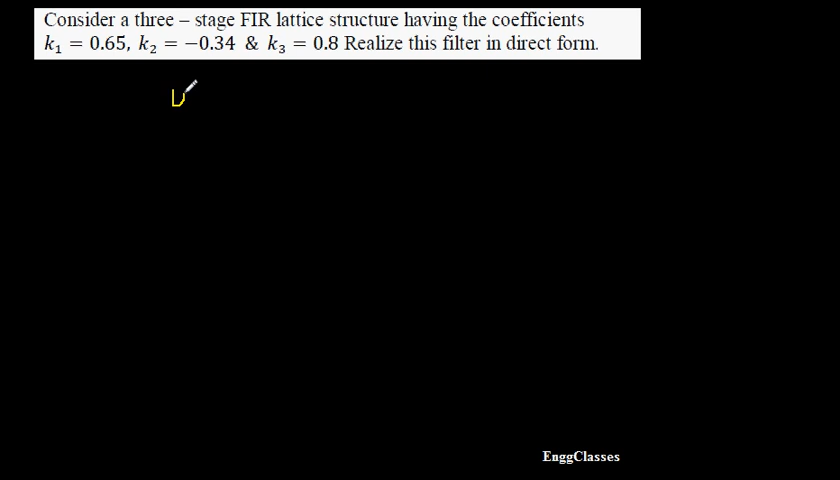 Consider a three – stage FIR lattice structure having the coefficients
k₁ = 0.65, k₂ = −0.34 & k₃ = 0.8 Realize this filter in direct form.
EnggClasses